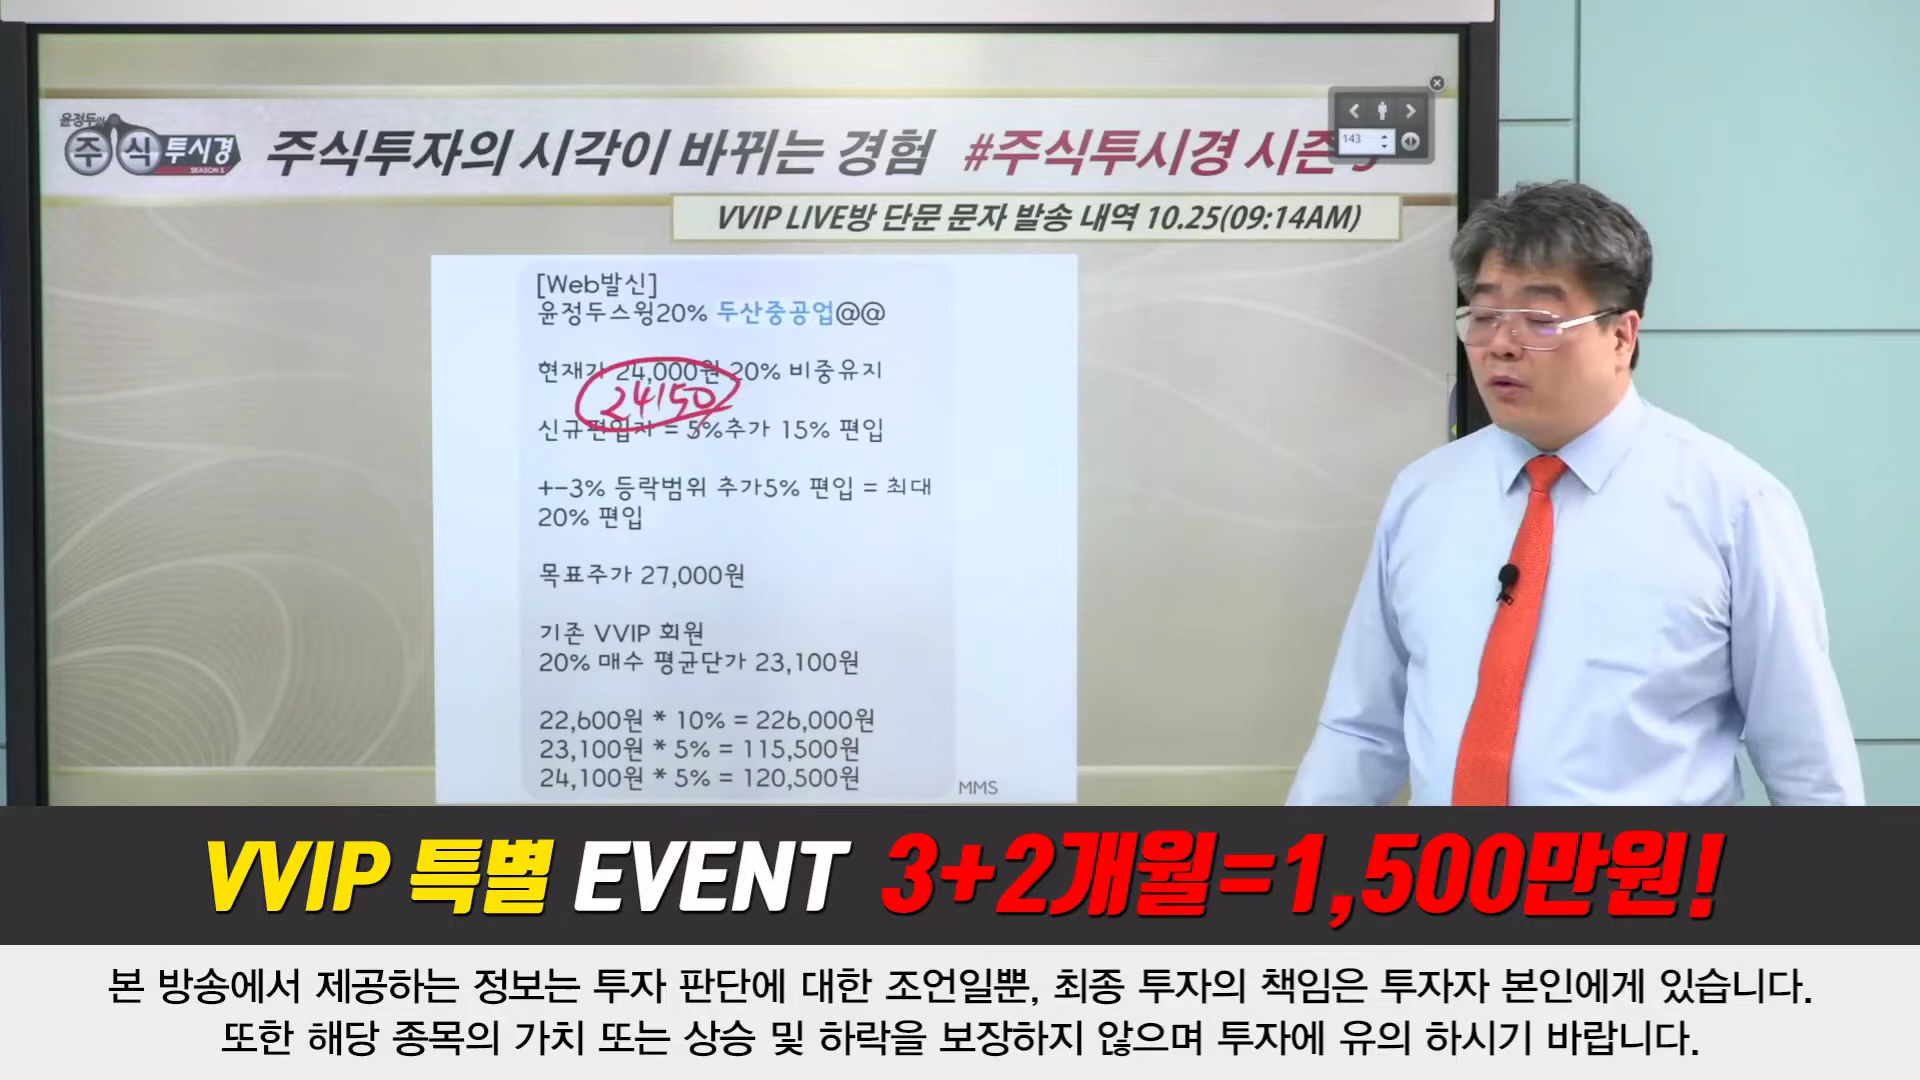 윤정두의
주식투시경
SEASON 5
주식투자의 시각이 바뀌는 경험 #주식투시경 시즌
143
VVIP LIVE방 단문 문자 발송 내역 10.25(09:14AM)
[Web발신]
윤정두스윙20% 두산중공업@@
현재가 24,000원 20% 비중유지
24150
신규편입자 = 5%추가 15% 편입
+-3% 등락범위 추가5% 편입 = 최대
20% 편입
목표주가 27,000원
기존 VVIP 회원
20% 매수 평균단가 23,100원
22,600원 * 10% = 226,000원
23,100원 * 5% = 115,500원
24,100원 * 5% = 120,500원
MMS
VVIP 특별 EVENT 3+2개월=1,500만원!
본 방송에서 제공하는 정보는 투자 판단에 대한 조언일뿐, 최종 투자의 책임은 투자자 본인에게 있습니다.
또한 해당 종목의 가치 또는 상승 및 하락을 보장하지 않으며 투자에 유의 하시기 바랍니다.